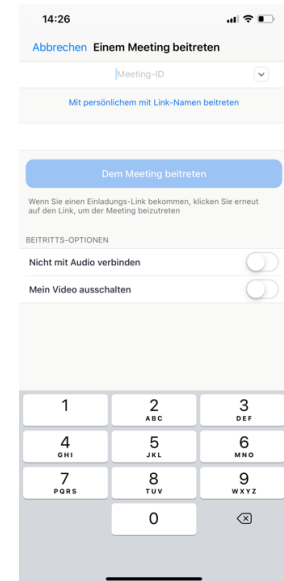 14:26
Abbrechen Einem Meeting beitreten
Meeting-ID
Mit persönlichem mit Link-Namen beitreten
Dem Meeting beitreten
Wenn Sie einen Einladungs-Link bekommen, klicken Sie erneut
auf den Link, um der Meeting beizutreten
BEITRITTS-OPTIONEN
Nicht mit Audio verbinden
Mein Video ausschalten
1 2 3
ABC DEF
4 5 6
GHI JKL MNO
7 8 9
PQRS TUV WXYZ
0